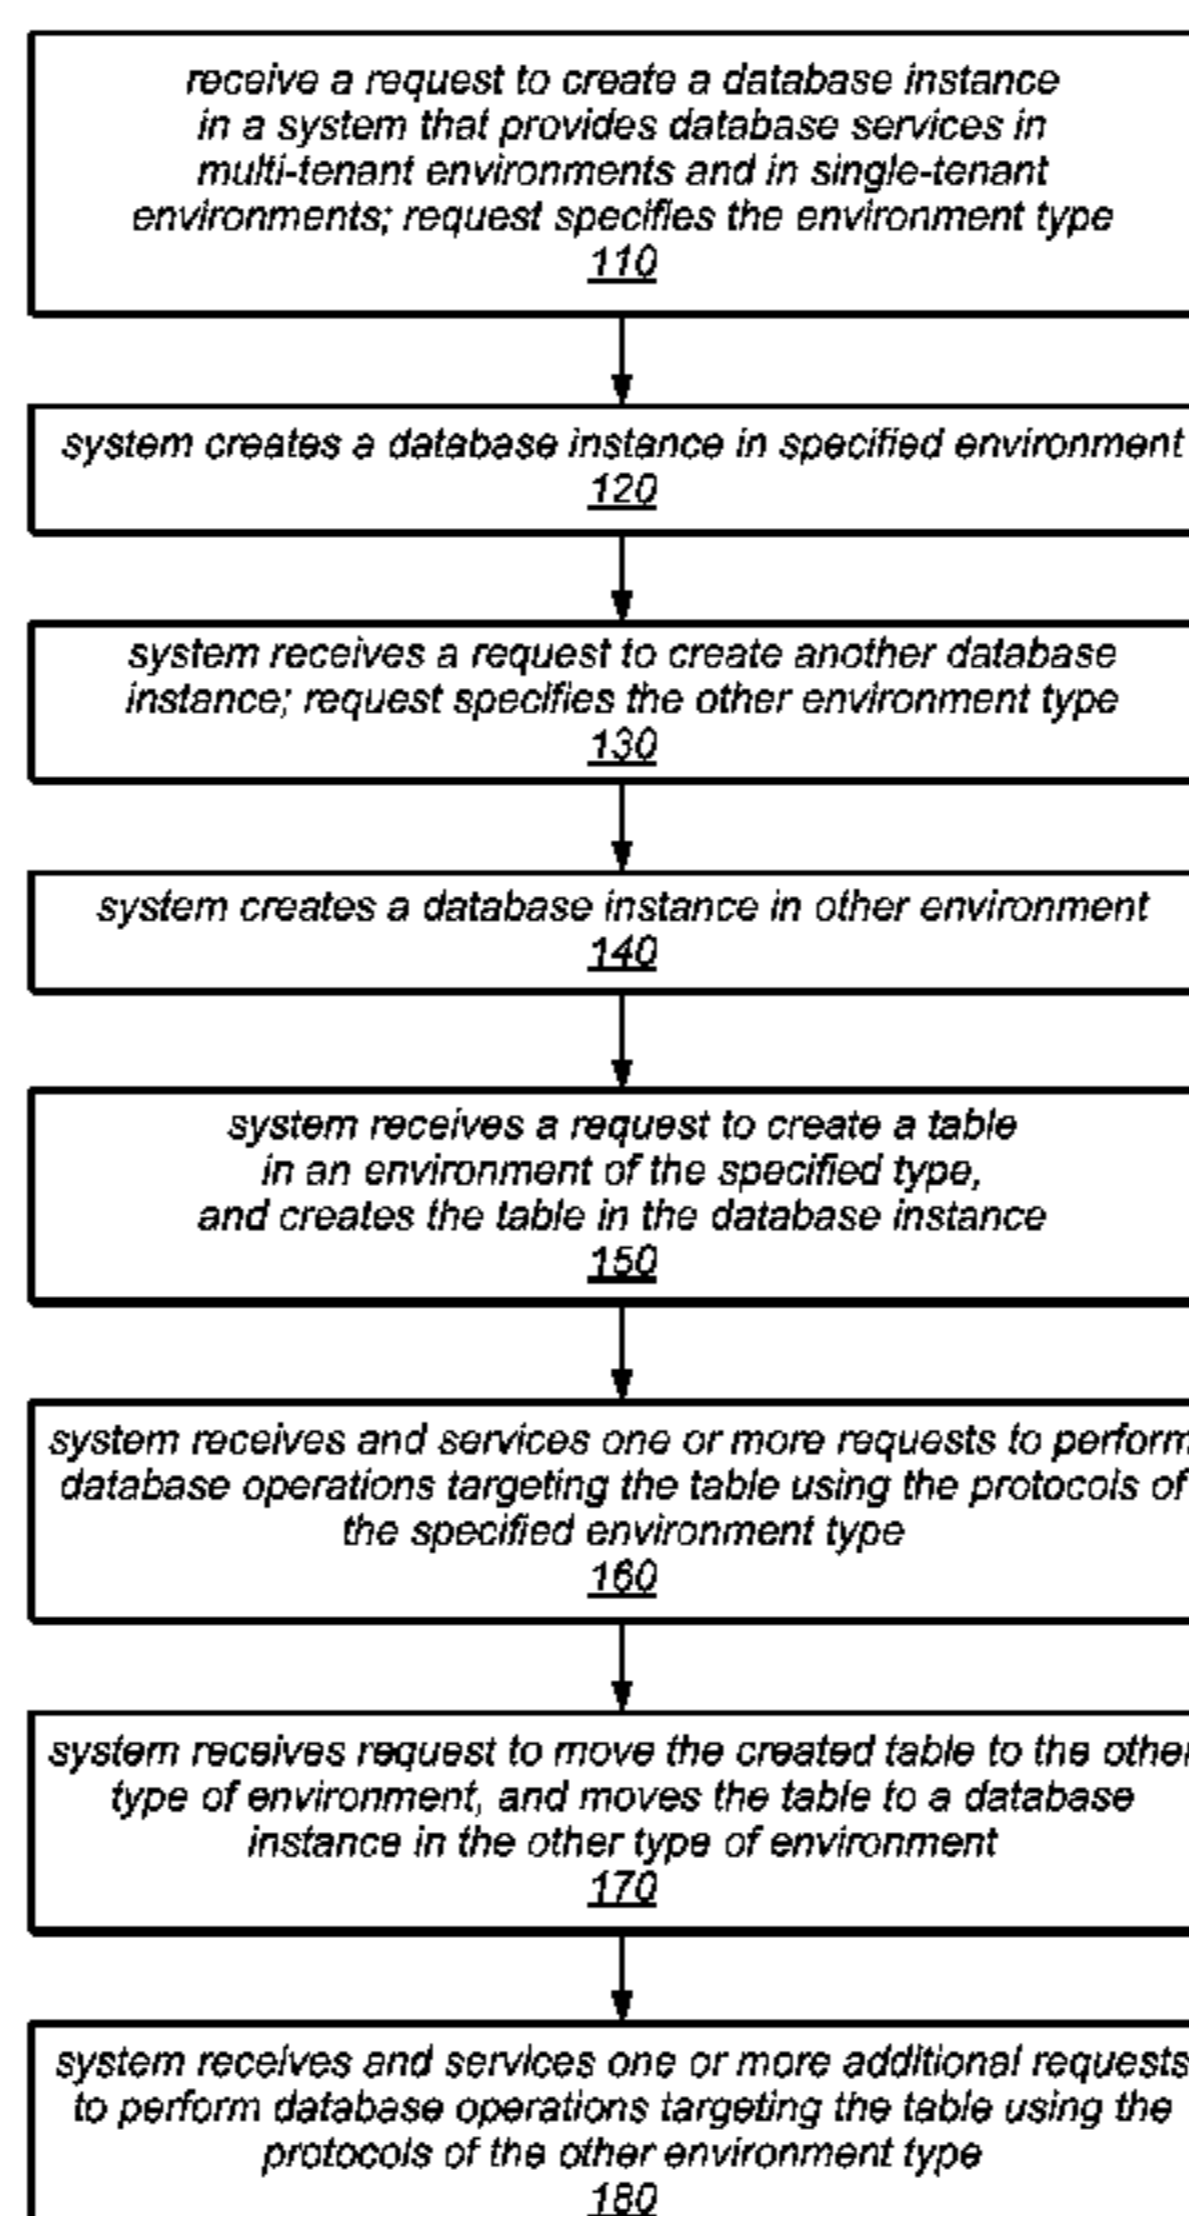 receive a request to create a database instance
in a system that provides database services in
multi-tenant environments and in single-tenant
environments; request specifies the environment type
110
system creates a database instance in specified environment
120
system receives a request to create another database
instance; request specifies the other environment type
130
system creates a database instance in other environment
140
system receives a request to create a table
in an environment of the specified type,
and creates the table in the database instance
150
system receives and services one or more requests to perform
database operations targeting the table using the protocols of
the specified environment type
160
system receives request to move the created table to the other
type of environment, and moves the table to a database
instance in the other type of environment
170
system receives and services one or more additional requests
to perform database operations targeting the table using the
protocols of the other environment type
180